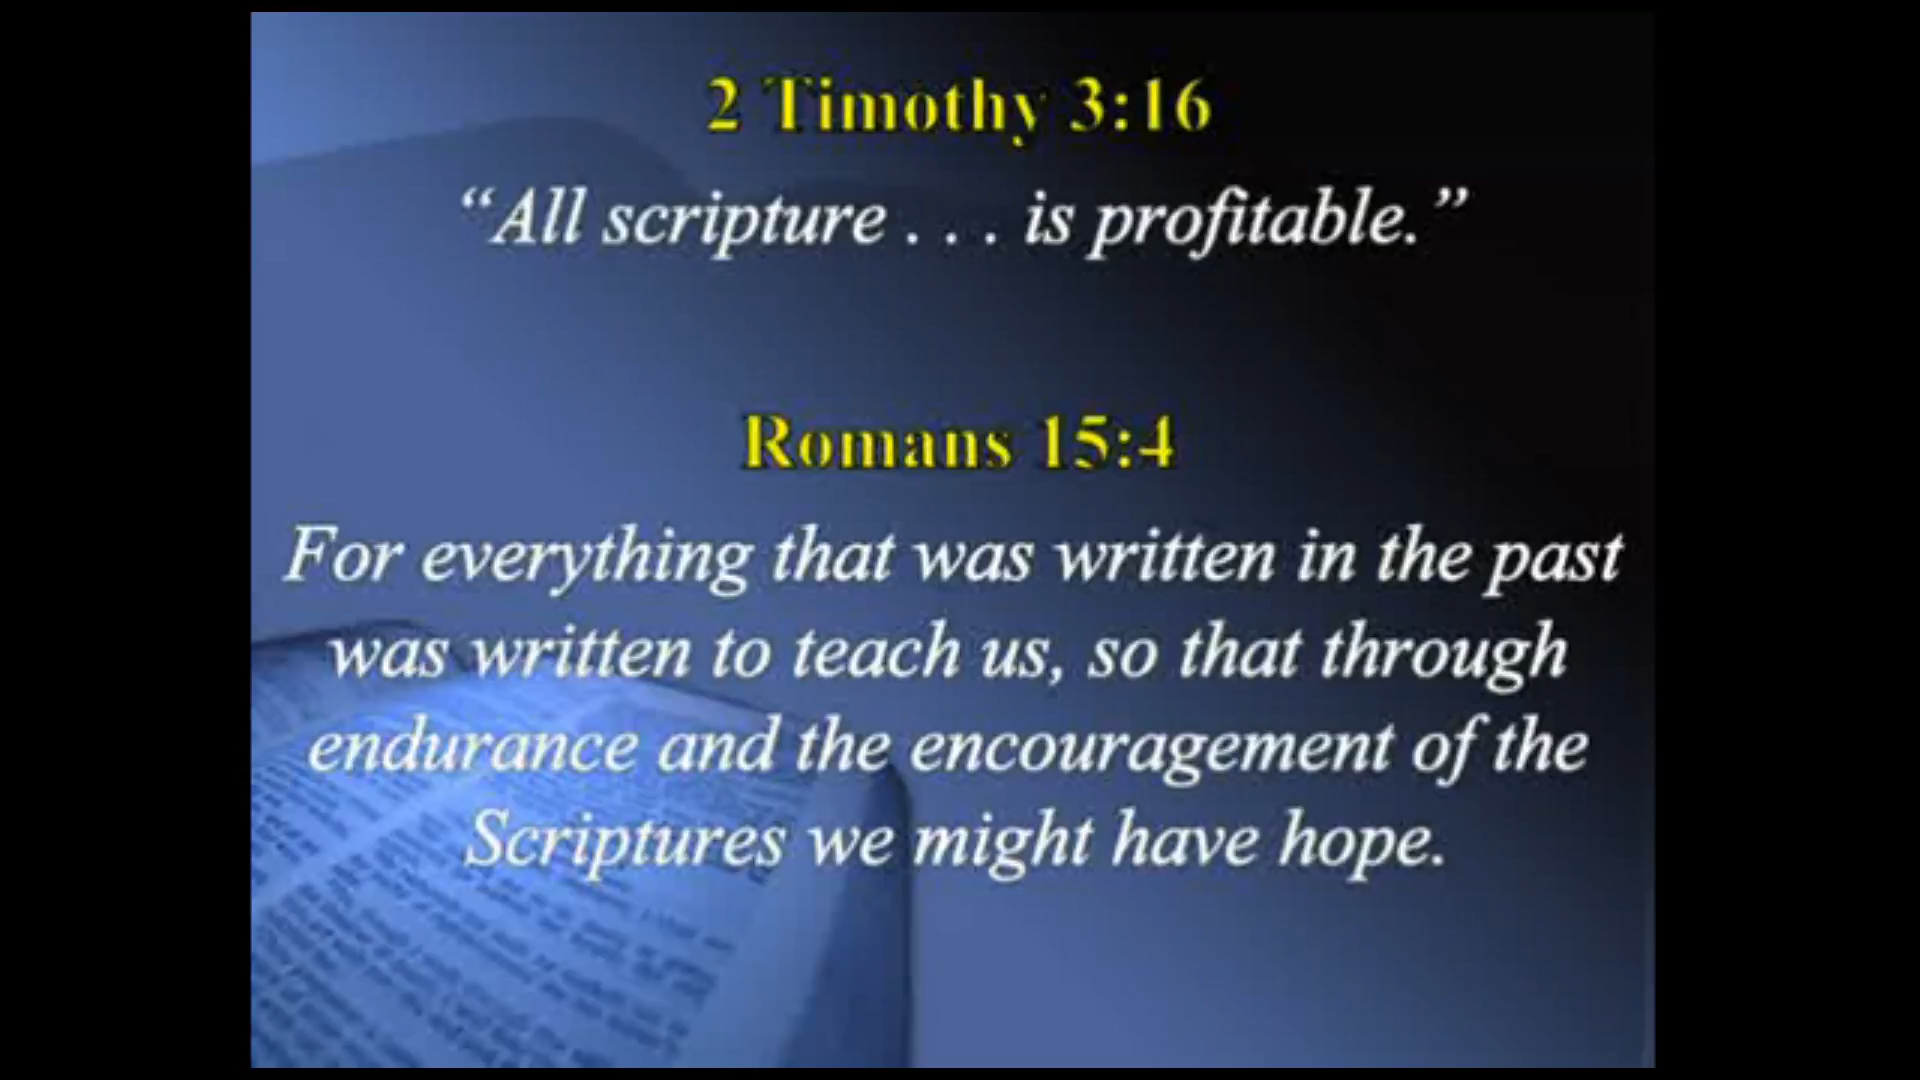 2 Timothy 3:16
“All scripture . . . is profitable.”
Romans 15:4
For everything that was written in the past
was written to teach us, so that through
endurance and the encouragement of the
Scriptures we might have hope.